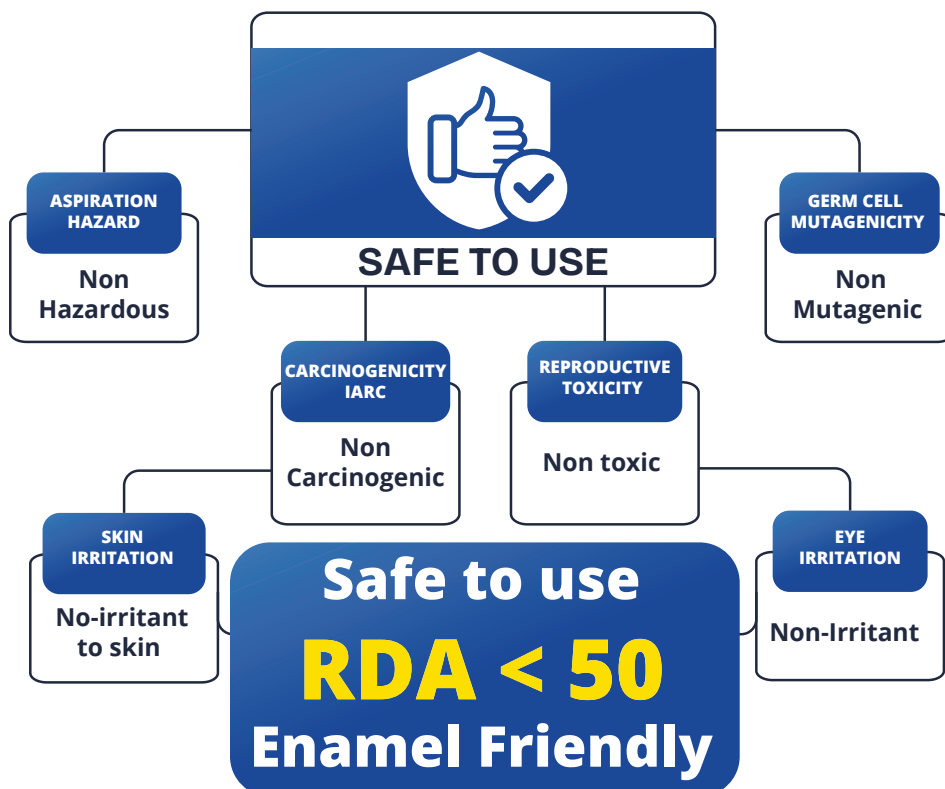 SAFE TO USE
ASPIRATION
HAZARD
Non
Hazardous
GERM CELL
MUTAGENICITY
Non
Mutagenic
CARCINOGENICITY
IARC
Non
Carcinogenic
REPRODUCTIVE
TOXICITY
Non toxic
SKIN
IRRITATION
No-irritant
to skin
EYE
IRRITATION
Non-Irritant
Safe to use
RDA < 50
Enamel Friendly